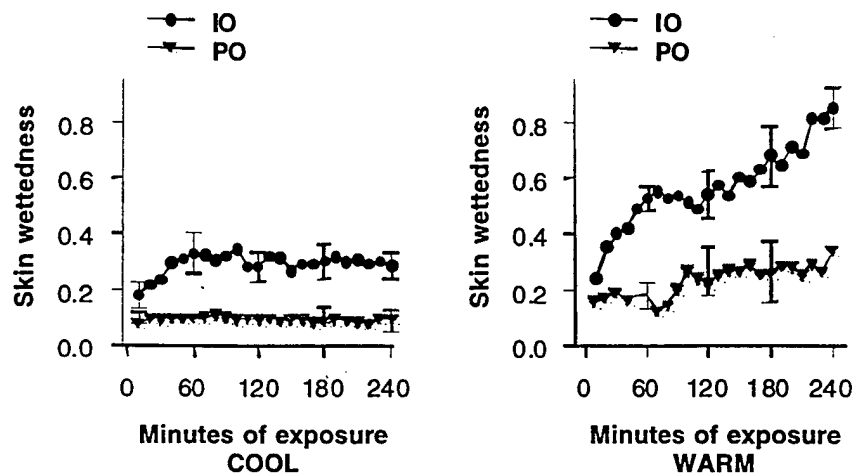 IO
PO
Skin wettedness
0.8
0.6
0.4
0.2
0.0
0 60 120 180 240
Minutes of exposure
COOL
IO
PO
Skin wettedness
0.8
0.6
0.4
0.2
0.0
0 60 120 180 240
Minutes of exposure
WARM